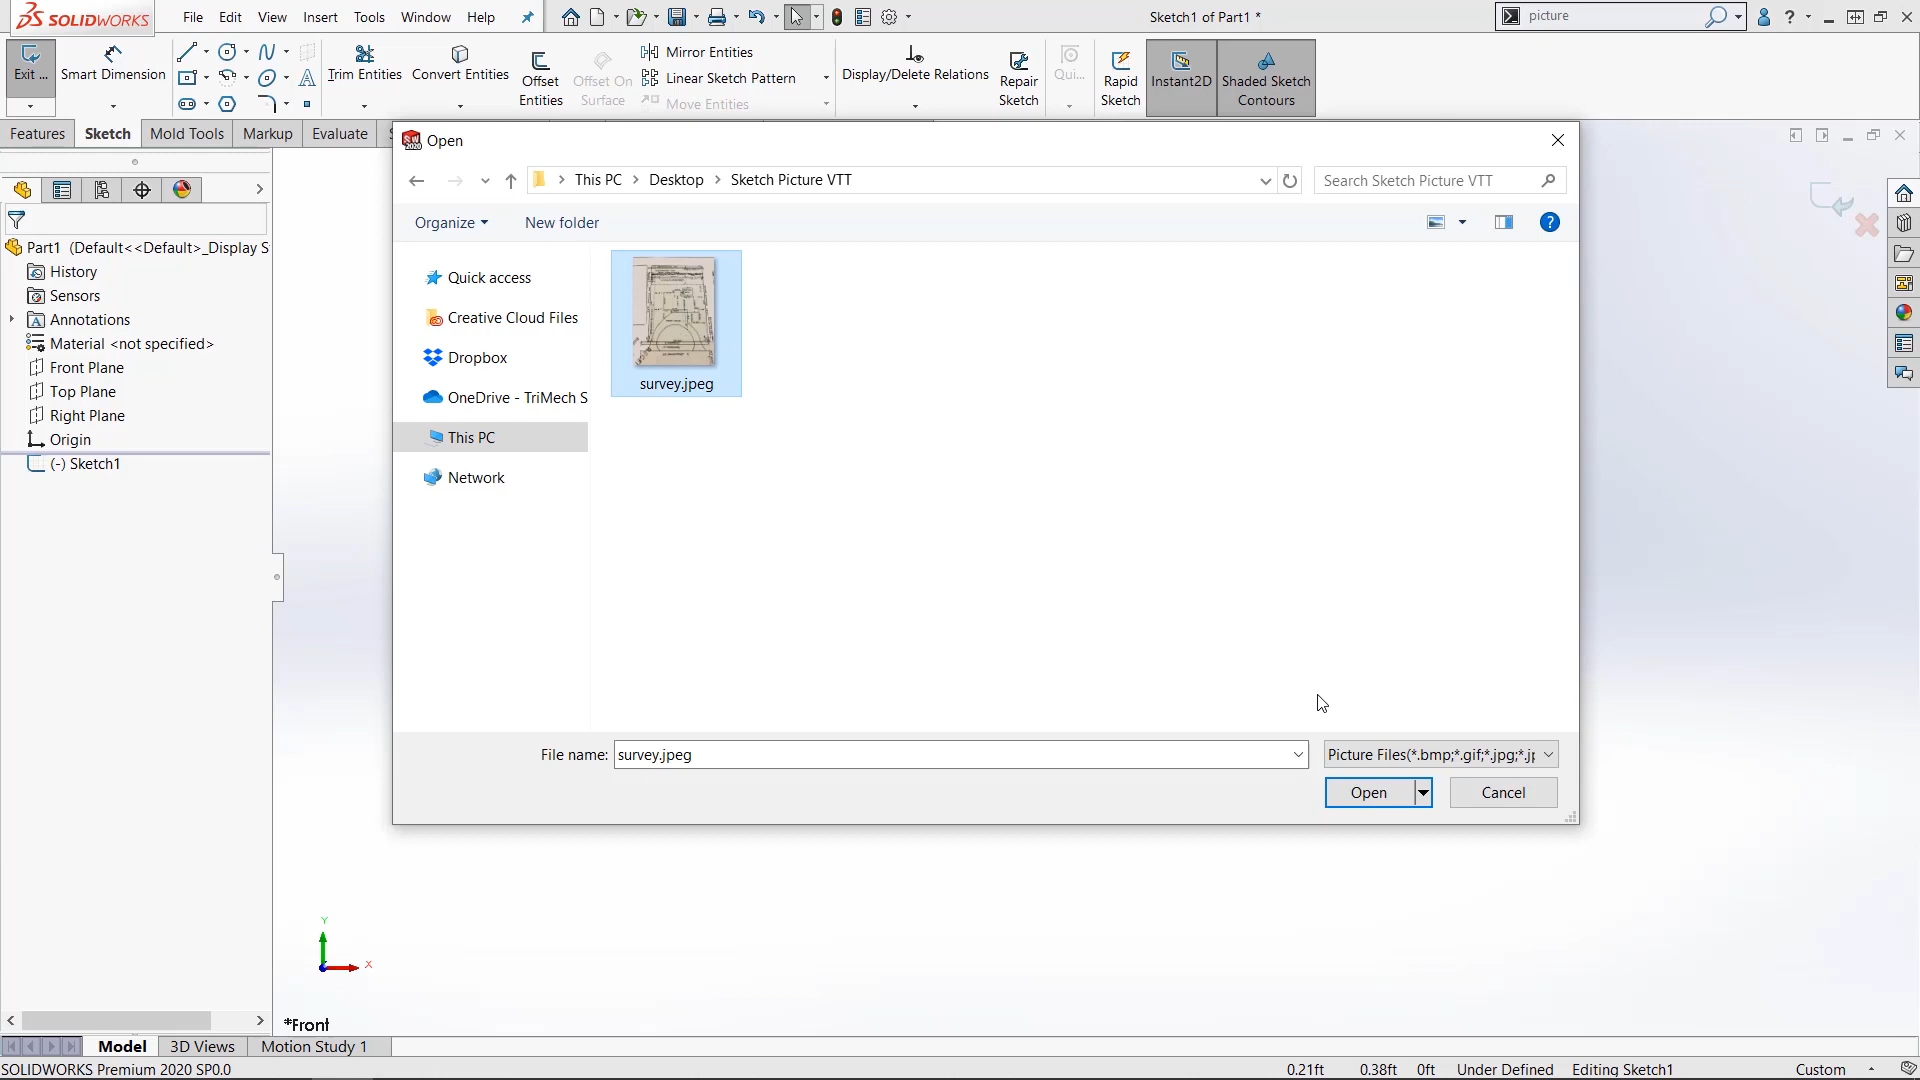 SOLIDWORKS
File Edit View Insert Tools Window Help
Sketch1 of Part1 *
picture
?
Exit ...
Smart Dimension
Trim Entities
Convert Entities
Offset
Entities
Offset On
Surface
Mirror Entities
Linear Sketch Pattern
Move Entities
Display/Delete Relations
Repair
Sketch
Qui...
Rapid
Sketch
Instant2D
Shaded Sketch
Contours
Features Sketch Mold Tools Markup Evaluate
Open
This PC > Desktop > Sketch Picture VTT
Search Sketch Picture VTT
Organize
New folder
?
Quick access
Creative Cloud Files
Dropbox
OneDrive - TriMech S
This PC
Network
survey.jpeg
File name: survey.jpeg
Picture Files(*.bmp;*.gif;*.jpg;*.jp
Open
Cancel
Part1 (Default<<Default>_Display S
History
Sensors
Annotations
Material <not specified>
Front Plane
Top Plane
Right Plane
Origin
(-) Sketch1
Y
X
*Front
Model 3D Views Motion Study 1
SOLIDWORKS Premium 2020 SP0.0
0.21ft 0.38ft 0ft Under Defined Editing Sketch1 Custom